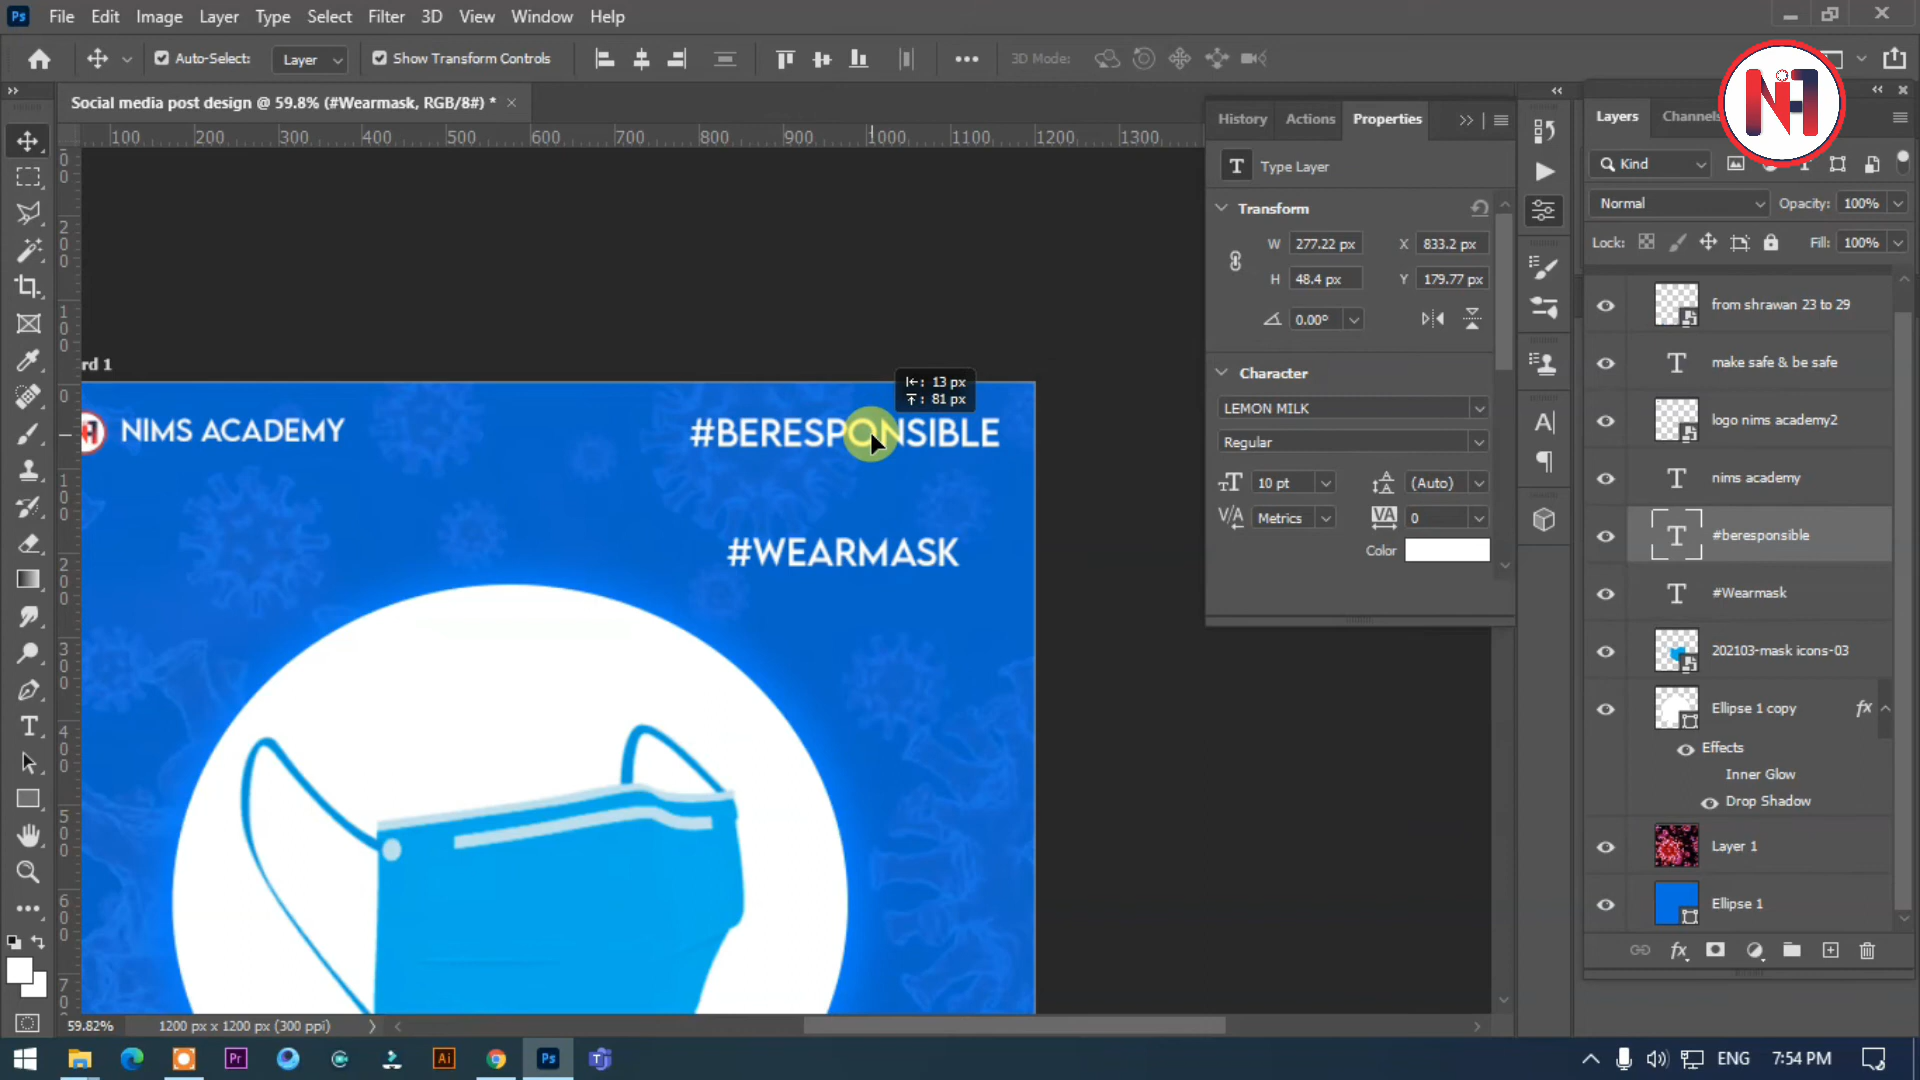 Ps File Edit Image Layer Type Select Filter 3D View Window Help
Auto-Select: Layer Show Transform Controls 3D Mode:
Social media post design @ 59.8% (#Wearmask, RGB/8#) *
100 200 300 400 500 600 700 800 900 1000 1100 1200 1300
rd 1
13 px
81 px
NIMS ACADEMY
#BERESPONSIBLE
#WEARMASK
59.82% 1200 px x 1200 px (300 ppi)
History Actions Properties
T Type Layer
Transform
W 277.22 px X 833.2 px
H 48.4 px Y 179.77 px
0.00°
Character
LEMON MILK
Regular
10 pt (Auto)
Metrics 0
Color
Layers Channels
Kind
Normal Opacity: 100%
Lock: Fill: 100%
from shrawan 23 to 29
make safe & be safe
logo nims academy2
nims academy
#beresponsible
#Wearmask
202103-mask icons-03
Ellipse 1 copy fx
Effects
Inner Glow
Drop Shadow
Layer 1
Ellipse 1
Pr Ai Ps
ENG 7:54 PM